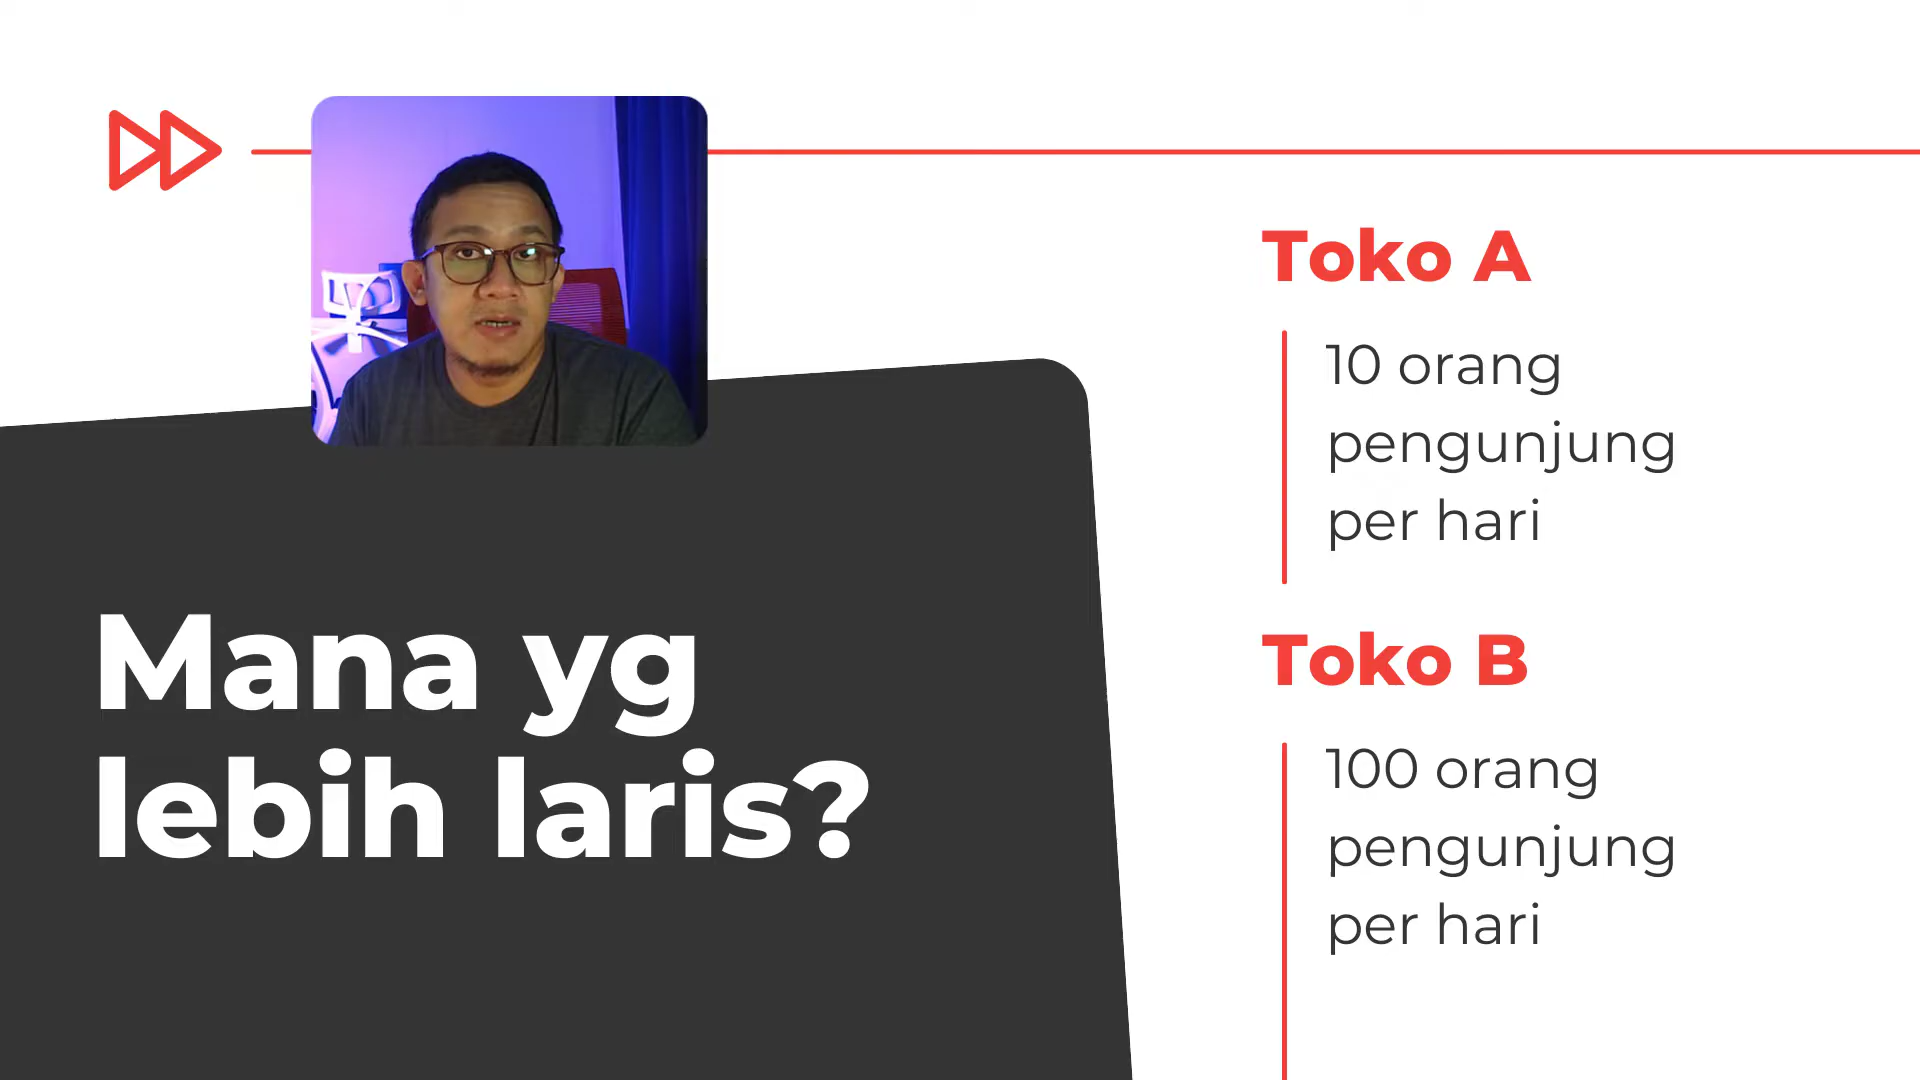 Mana yg
lebih laris?
Toko A
10 orang
pengunjung
per hari
Toko B
100 orang
pengunjung
per hari